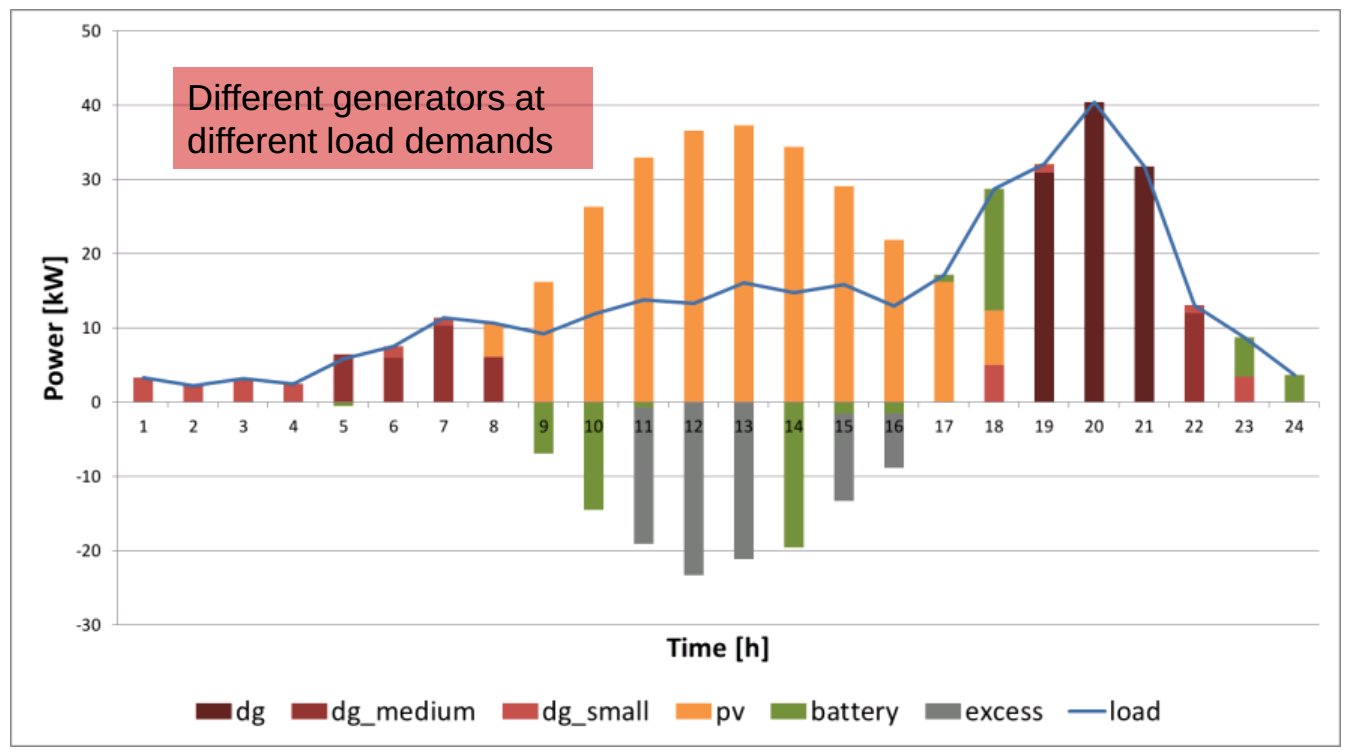 Different generators at
different load demands
50
40
30
20
10
0
-10
-20
-30
Power [kW]
1 2 3 4 5 6 7 8 9 10 11 12 13 14 15 16 17 18 19 20 21 22 23 24
Time [h]
dg dg_medium dg_small pv battery excess load